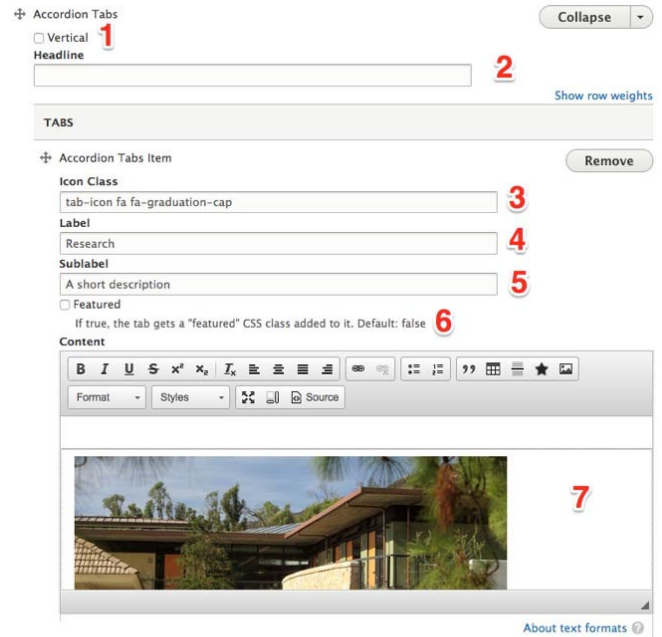 Accordion Tabs
Collapse
Vertical
1
Headline
2
Show row weights
TABS
Accordion Tabs Item
Remove
Icon Class
tab-icon fa fa-graduation-cap
3
Label
Research
4
Sublabel
A short description
5
Featured
If true, the tab gets a "featured" CSS class added to it. Default: false
6
Content
B I U S x² x₂ Tx
Format Styles Source
7
About text formats ?